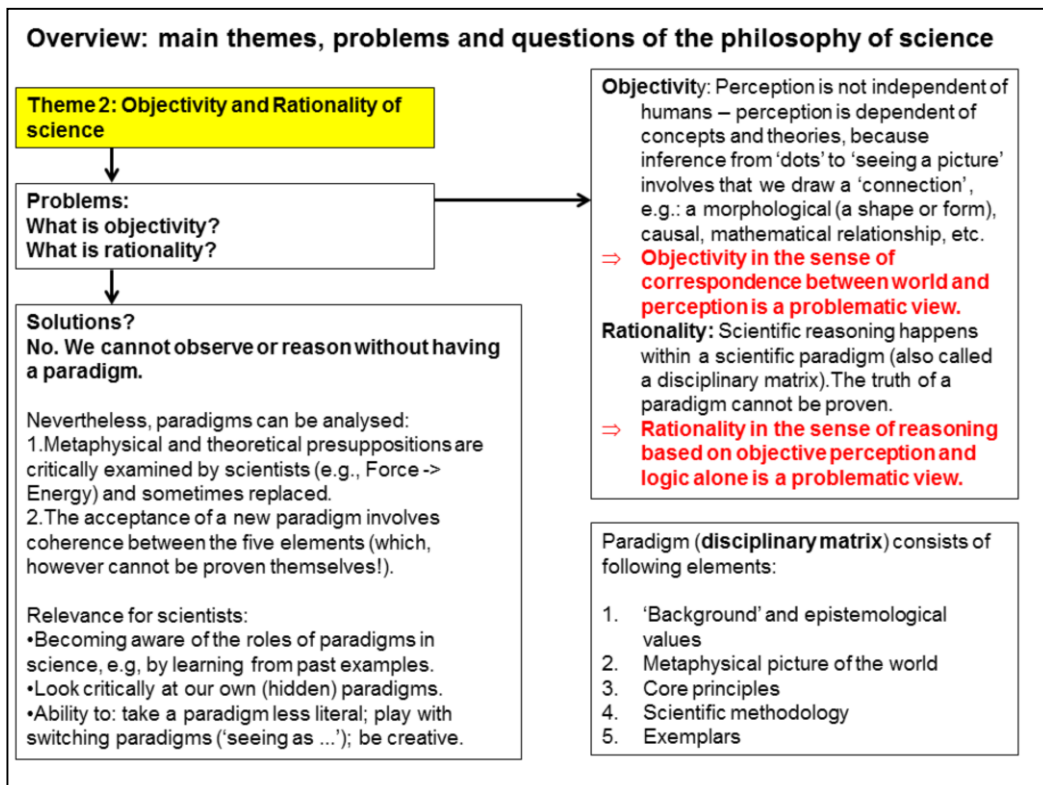 Overview: main themes, problems and questions of the philosophy of science
Theme 2: Objectivity and Rationality of
science
Problems:
What is objectivity?
What is rationality?
Solutions?
No. We cannot observe or reason without having
a paradigm.
Nevertheless, paradigms can be analysed:
1.Metaphysical and theoretical presuppositions are
critically examined by scientists (e.g., Force ->
Energy) and sometimes replaced.
2.The acceptance of a new paradigm involves
coherence between the five elements (which,
however cannot be proven themselves!).
Relevance for scientists:
•Becoming aware of the roles of paradigms in
science, e.g, by learning from past examples.
•Look critically at our own (hidden) paradigms.
•Ability to: take a paradigm less literal; play with
switching paradigms (‘seeing as ...’); be creative.
Objectivity: Perception is not independent of
humans – perception is dependent of
concepts and theories, because
inference from ‘dots’ to ‘seeing a picture’
involves that we draw a ‘connection’,
e.g.: a morphological (a shape or form),
causal, mathematical relationship, etc.
⇒ Objectivity in the sense of
correspondence between world and
perception is a problematic view.
Rationality: Scientific reasoning happens
within a scientific paradigm (also called
a disciplinary matrix).The truth of a
paradigm cannot be proven.
⇒ Rationality in the sense of reasoning
based on objective perception and
logic alone is a problematic view.
Paradigm (disciplinary matrix) consists of
following elements:
1. ‘Background’ and epistemological
values
2. Metaphysical picture of the world
3. Core principles
4. Scientific methodology
5. Exemplars